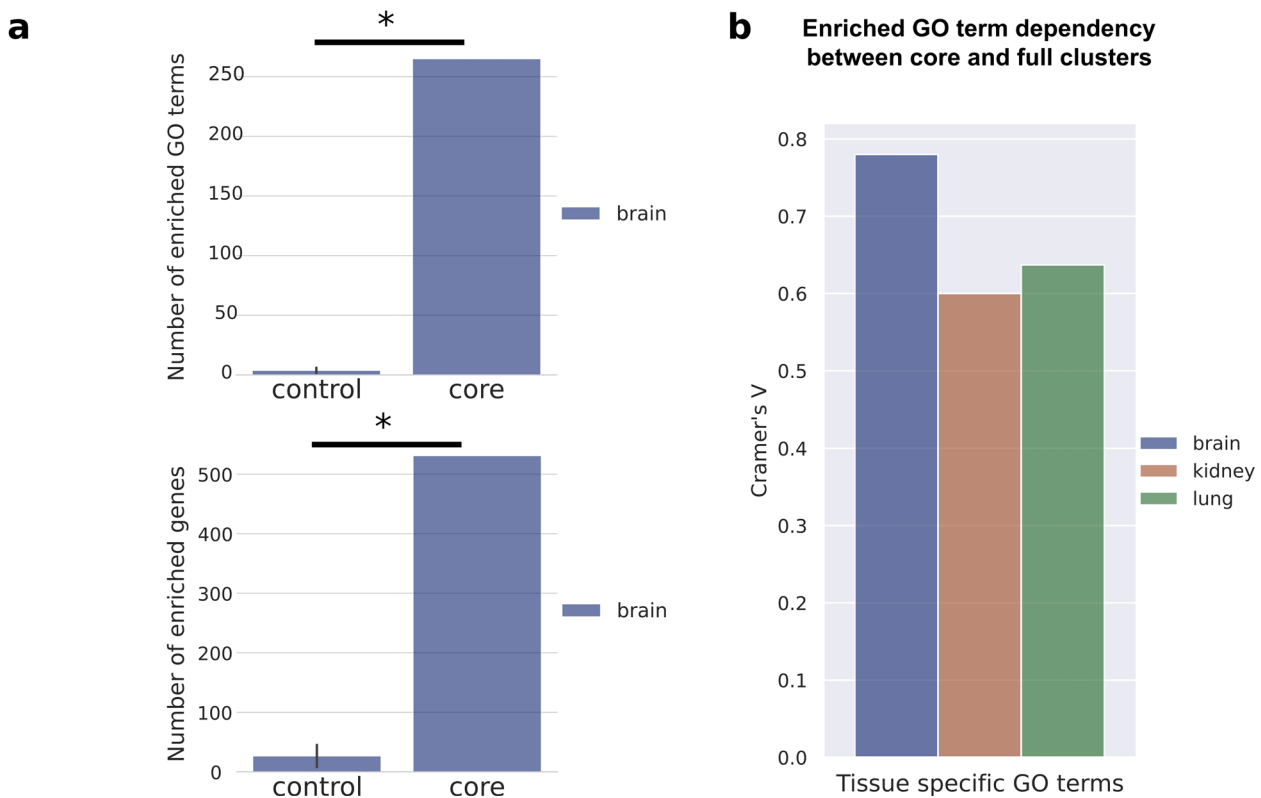 a
*
Number of enriched GO terms
250
200
150
100
50
0
control core
brain
*
Number of enriched genes
500
400
300
200
100
0
control core
brain
b
Enriched GO term dependency
between core and full clusters
Cramer's V
0.8
0.7
0.6
0.5
0.4
0.3
0.2
0.1
0.0
Tissue specific GO terms
brain
kidney
lung